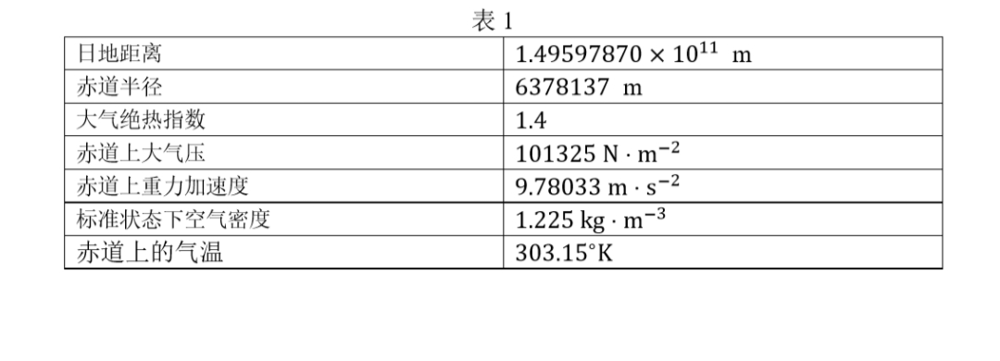 表 1
日地距离 1.49597870 × 10¹¹ m
赤道半径 6378137 m
大气绝热指数 1.4
赤道上大气压 101325 N · m⁻²
赤道上重力加速度 9.78033 m · s⁻²
标准状态下空气密度 1.225 kg · m⁻³
赤道上的气温 303.15°K